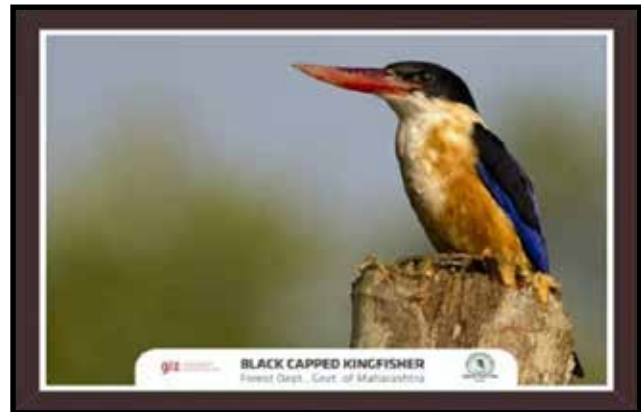 giz
BLACK CAPPED KINGFISHER
Forest Dept., Govt. of Maharashtra